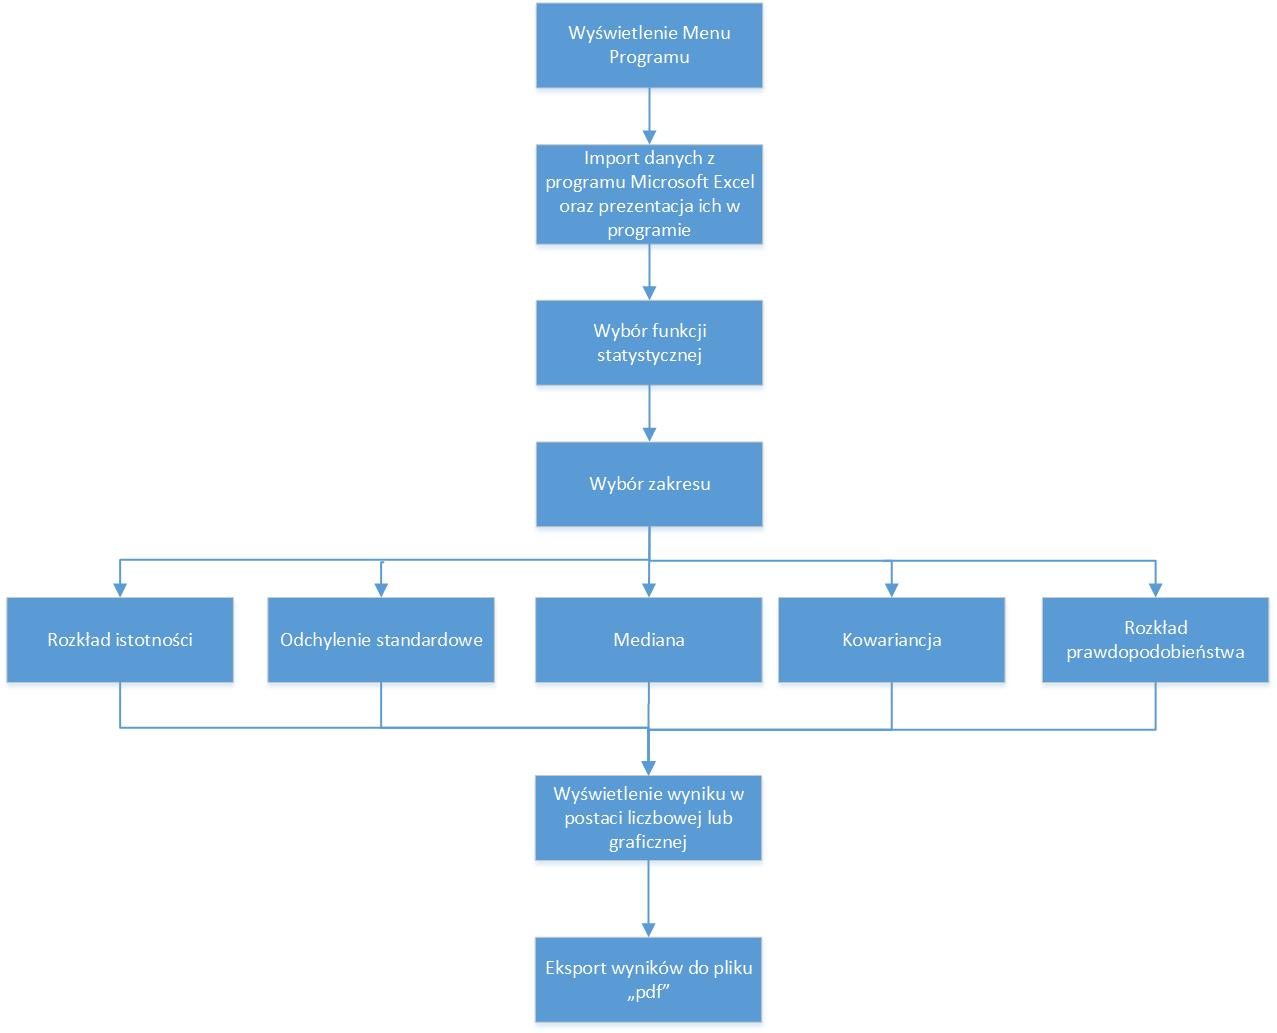 Wyświetlenie Menu
Programu
Import danych z
programu Microsoft Excel
oraz prezentacja ich w
programie
Wybór funkcji
statystycznej
Wybór zakresu
Rozkład istotności
Odchylenie standardowe
Mediana
Kowariancja
Rozkład
prawdopodobieństwa
Wyświetlenie wyniku w
postaci liczbowej lub
graficznej
Eksport wyników do pliku
„pdf”